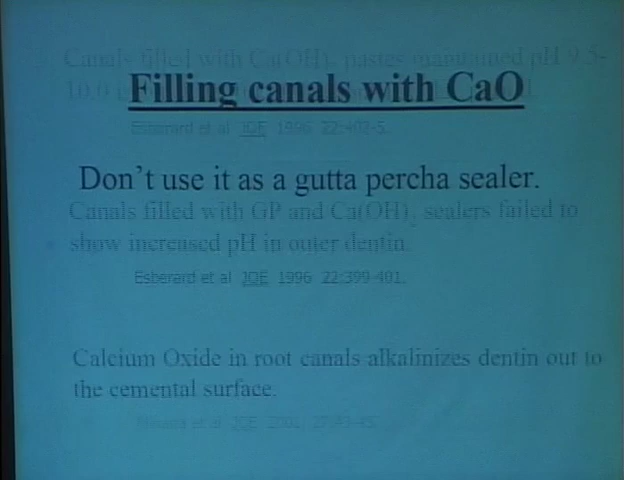 Canals filled with Ca(OH)₂ pastes maintained pH 9.5-
10.0
Filling canals with CaO
Esberard et al JOE 1996 22:402-5.
Don't use it as a gutta percha sealer.
Canals filled with GP and Ca(OH)₂ sealers failed to
show increased pH in outer dentin.
Esberard et al JOE 1996 22:399-401.
Calcium Oxide in root canals alkalinizes dentin out to
the cemental surface.
et al JOE